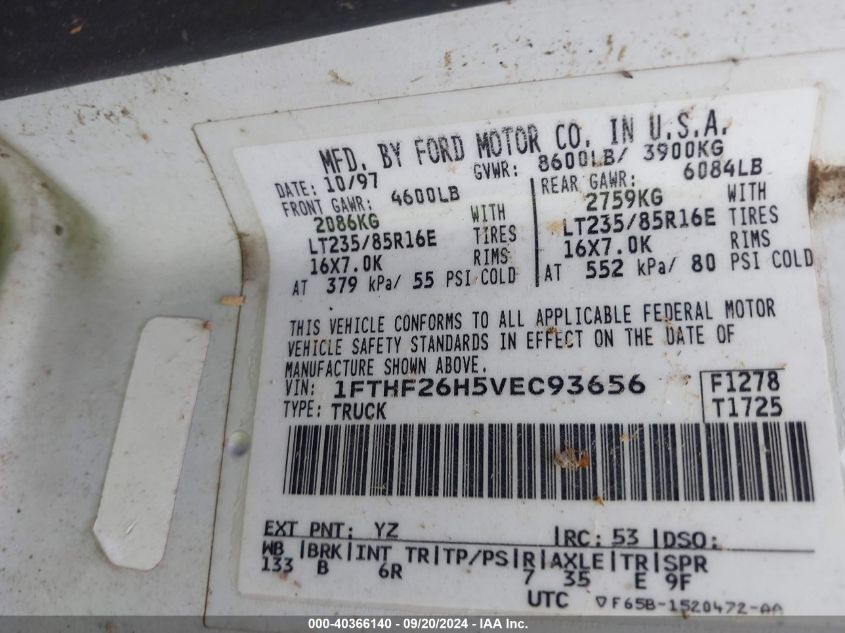 MFD. BY FORD MOTOR CO. IN U.S.A.
DATE: 10/97 GVWR: 8600LB/ 3900KG
FRONT GAWR: 4600LB REAR GAWR: 6084LB
2086KG WITH 2759KG WITH
LT235/85R16E TIRES LT235/85R16E TIRES
16X7.0K RIMS 16X7.0K RIMS
AT 379 kPa/ 55 PSI COLD AT 552 kPa/ 80 PSI COLD
THIS VEHICLE CONFORMS TO ALL APPLICABLE FEDERAL MOTOR
VEHICLE SAFETY STANDARDS IN EFFECT ON THE DATE OF
MANUFACTURE SHOWN ABOVE.
VIN: 1FTHF26H5VEC93656 F1278
TYPE: TRUCK T1725
EXT PNT: YZ |RC: 53 |DSO:
WB |BRK|INT TR|TP/PS|R|AXLE|TR|SPR
133 B 6R 7 35 E 9F
UTC ▽F65B-1520472-AA
000-40366140 - 09/20/2024 - IAA Inc.